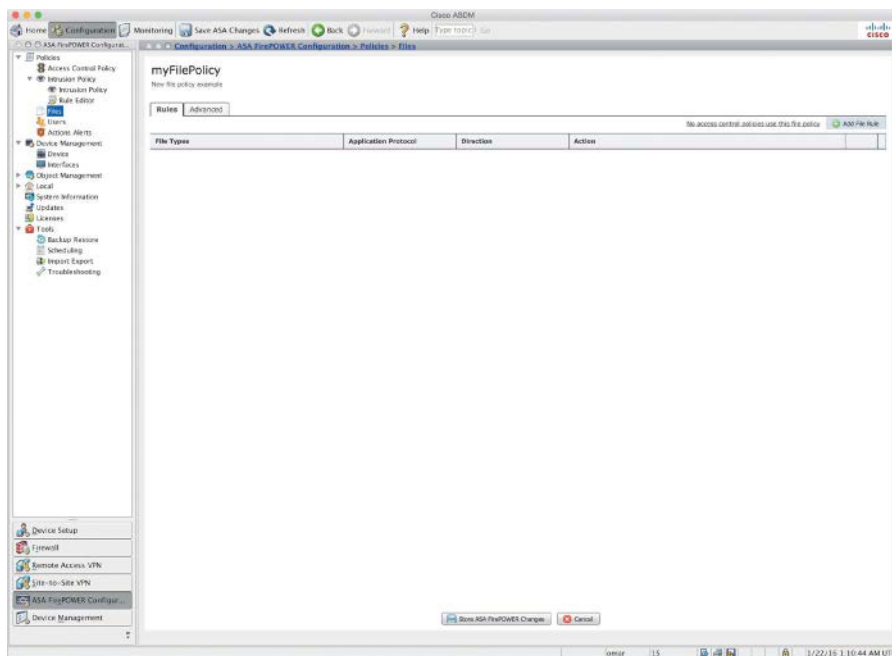 Cisco ASDM
Home Configuration Monitoring Save ASA Changes Refresh Back Forward Help Type topic Go
CISCO
ASA FirePOWER Configurat...
Configuration > ASA FirePOWER Configuration > Policies > Files
Policies
Access Control Policy
Intrusion Policy
Intrusion Policy
Rule Editor
Files
Users
Actions Alerts
Device Management
Device
Interfaces
Object Management
Local
System Information
Updates
Licenses
Tools
Backup Restore
Scheduling
Import Export
Troubleshooting
myFilePolicy
New file policy example
Rules Advanced
No access control policies use this file policy Add File Rule
File Types Application Protocol Direction Action
Device Setup
Firewall
Remote Access VPN
Site-to-Site VPN
ASA FirePOWER Configur...
Device Management
Store ASA FirePOWER Changes Cancel
omar 15 1/22/16 1:10:44 AM UT